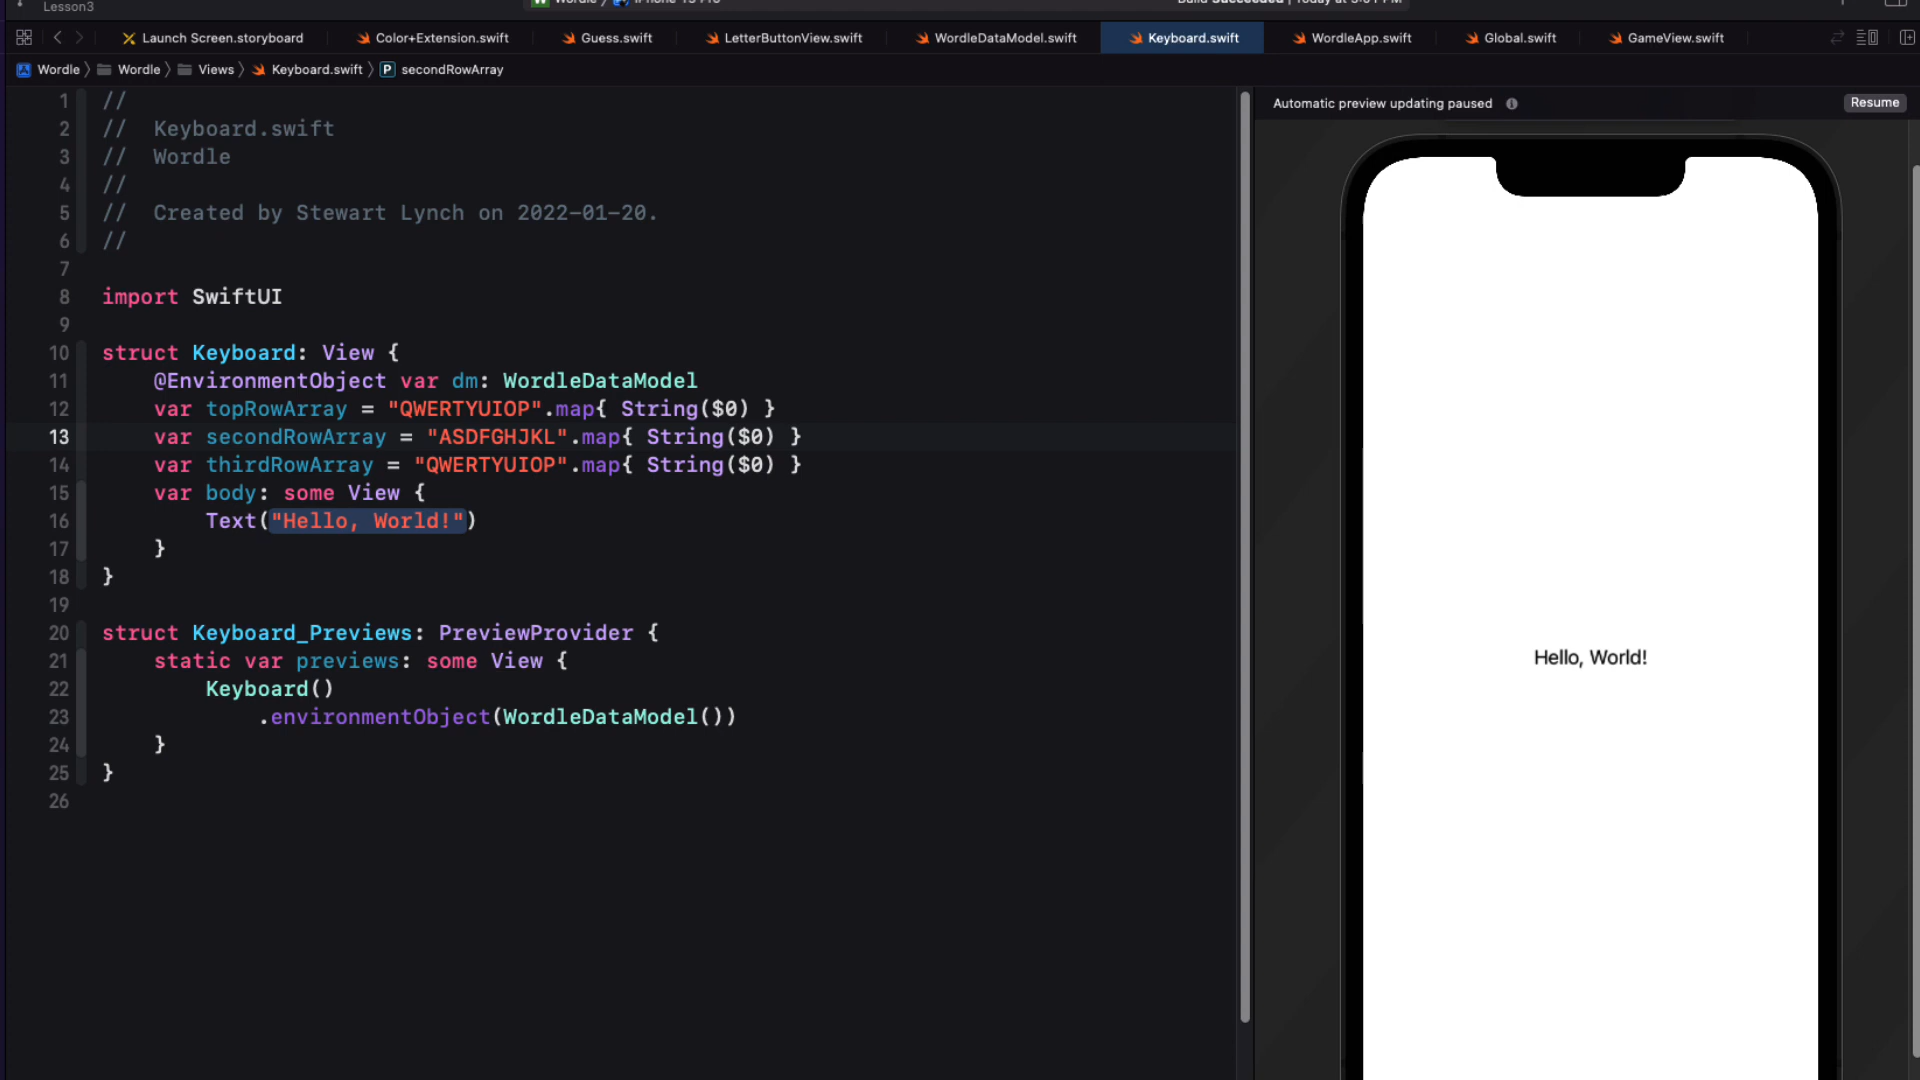 Lesson3
Launch Screen.storyboard Color+Extension.swift Guess.swift LetterButtonView.swift WordleDataModel.swift Keyboard.swift WordleApp.swift Global.swift GameView.swift
Wordle Wordle Views Keyboard.swift P secondRowArray
Automatic preview updating paused Resume
1 //
2 //  Keyboard.swift
3 //  Wordle
4 //
5 //  Created by Stewart Lynch on 2022-01-20.
6 //
7
8 import SwiftUI
9
10 struct Keyboard: View {
11     @EnvironmentObject var dm: WordleDataModel
12     var topRowArray = "QWERTYUIOP".map{ String($0) }
13     var secondRowArray = "ASDFGHJKL".map{ String($0) }
14     var thirdRowArray = "QWERTYUIOP".map{ String($0) }
15     var body: some View {
16         Text("Hello, World!")
17     }
18 }
19
20 struct Keyboard_Previews: PreviewProvider {
21     static var previews: some View {
22         Keyboard()
23             .environmentObject(WordleDataModel())
24     }
25 }
26
Hello, World!